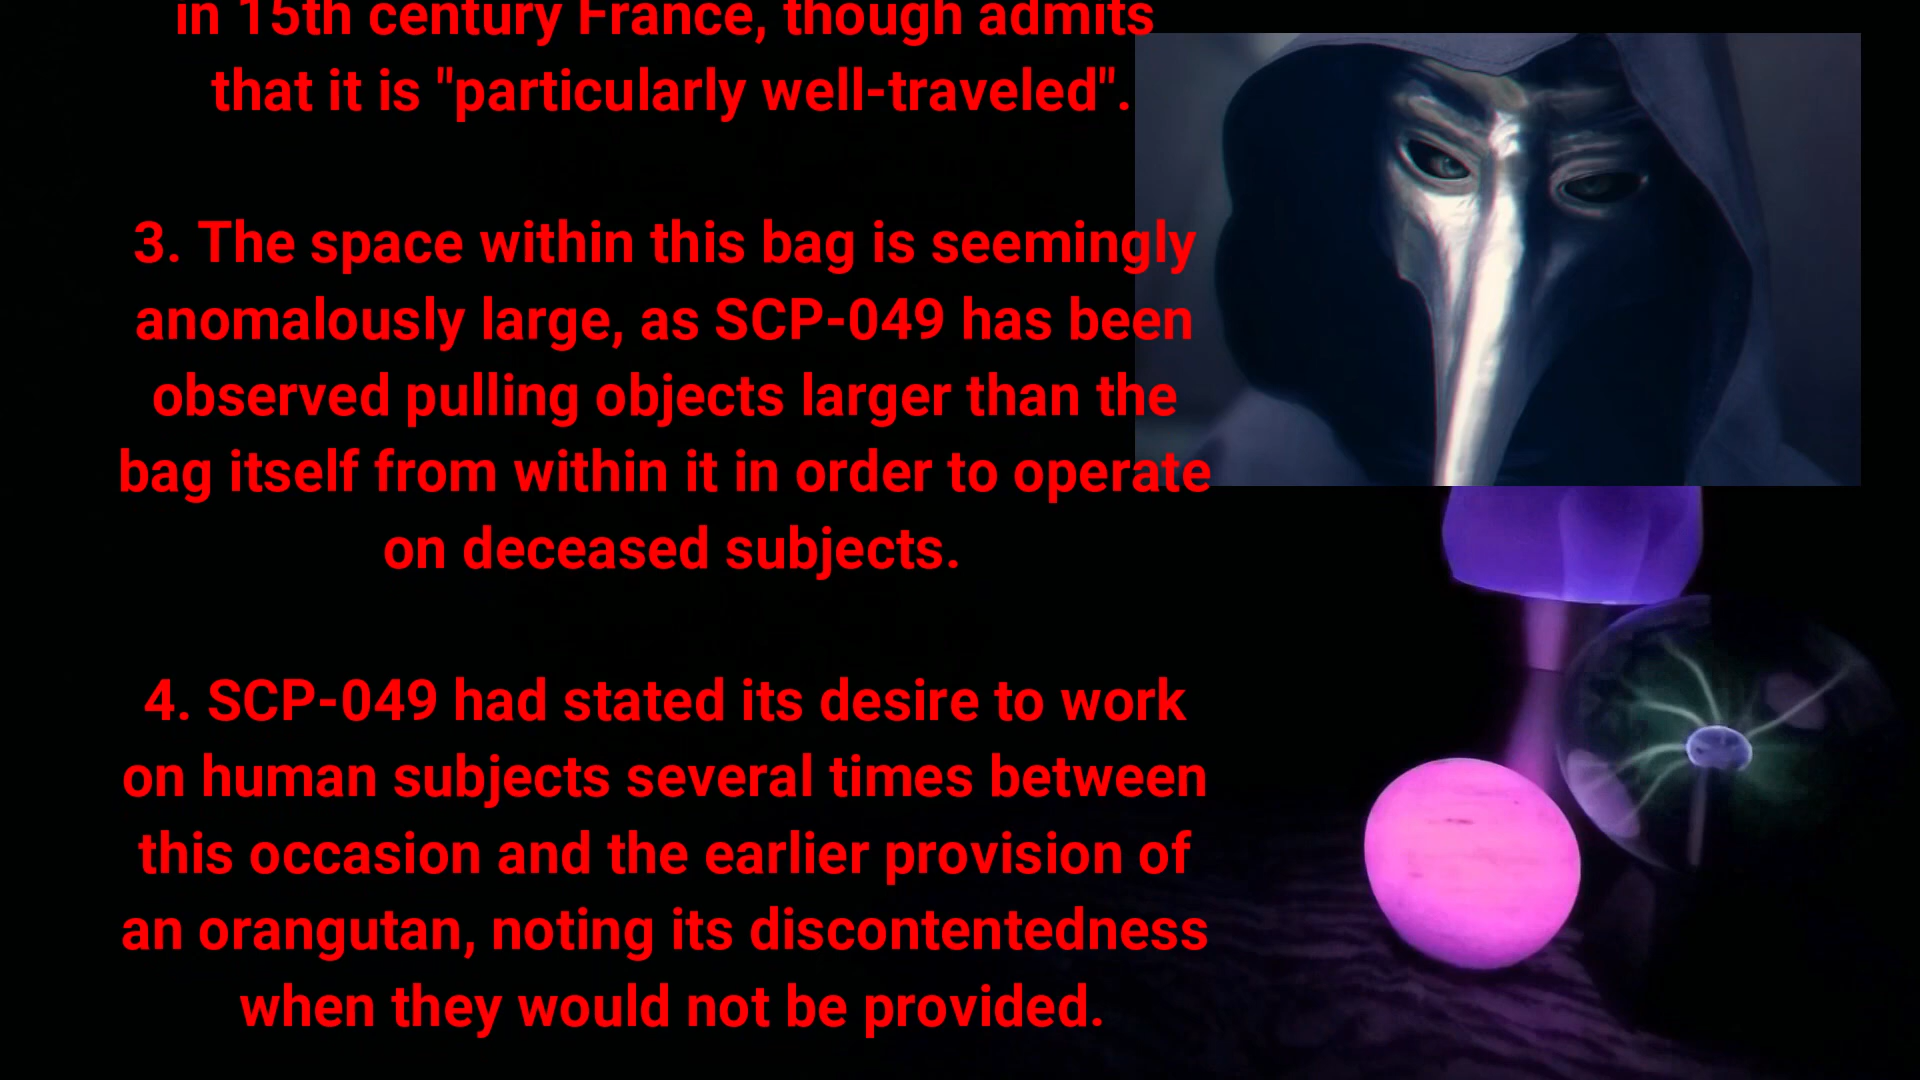 in 15th century France, though admits
that it is "particularly well-traveled".
3. The space within this bag is seemingly
anomalously large, as SCP-049 has been
observed pulling objects larger than the
bag itself from within it in order to operate
on deceased subjects.
4. SCP-049 had stated its desire to work
on human subjects several times between
this occasion and the earlier provision of
an orangutan, noting its discontentedness
when they would not be provided.